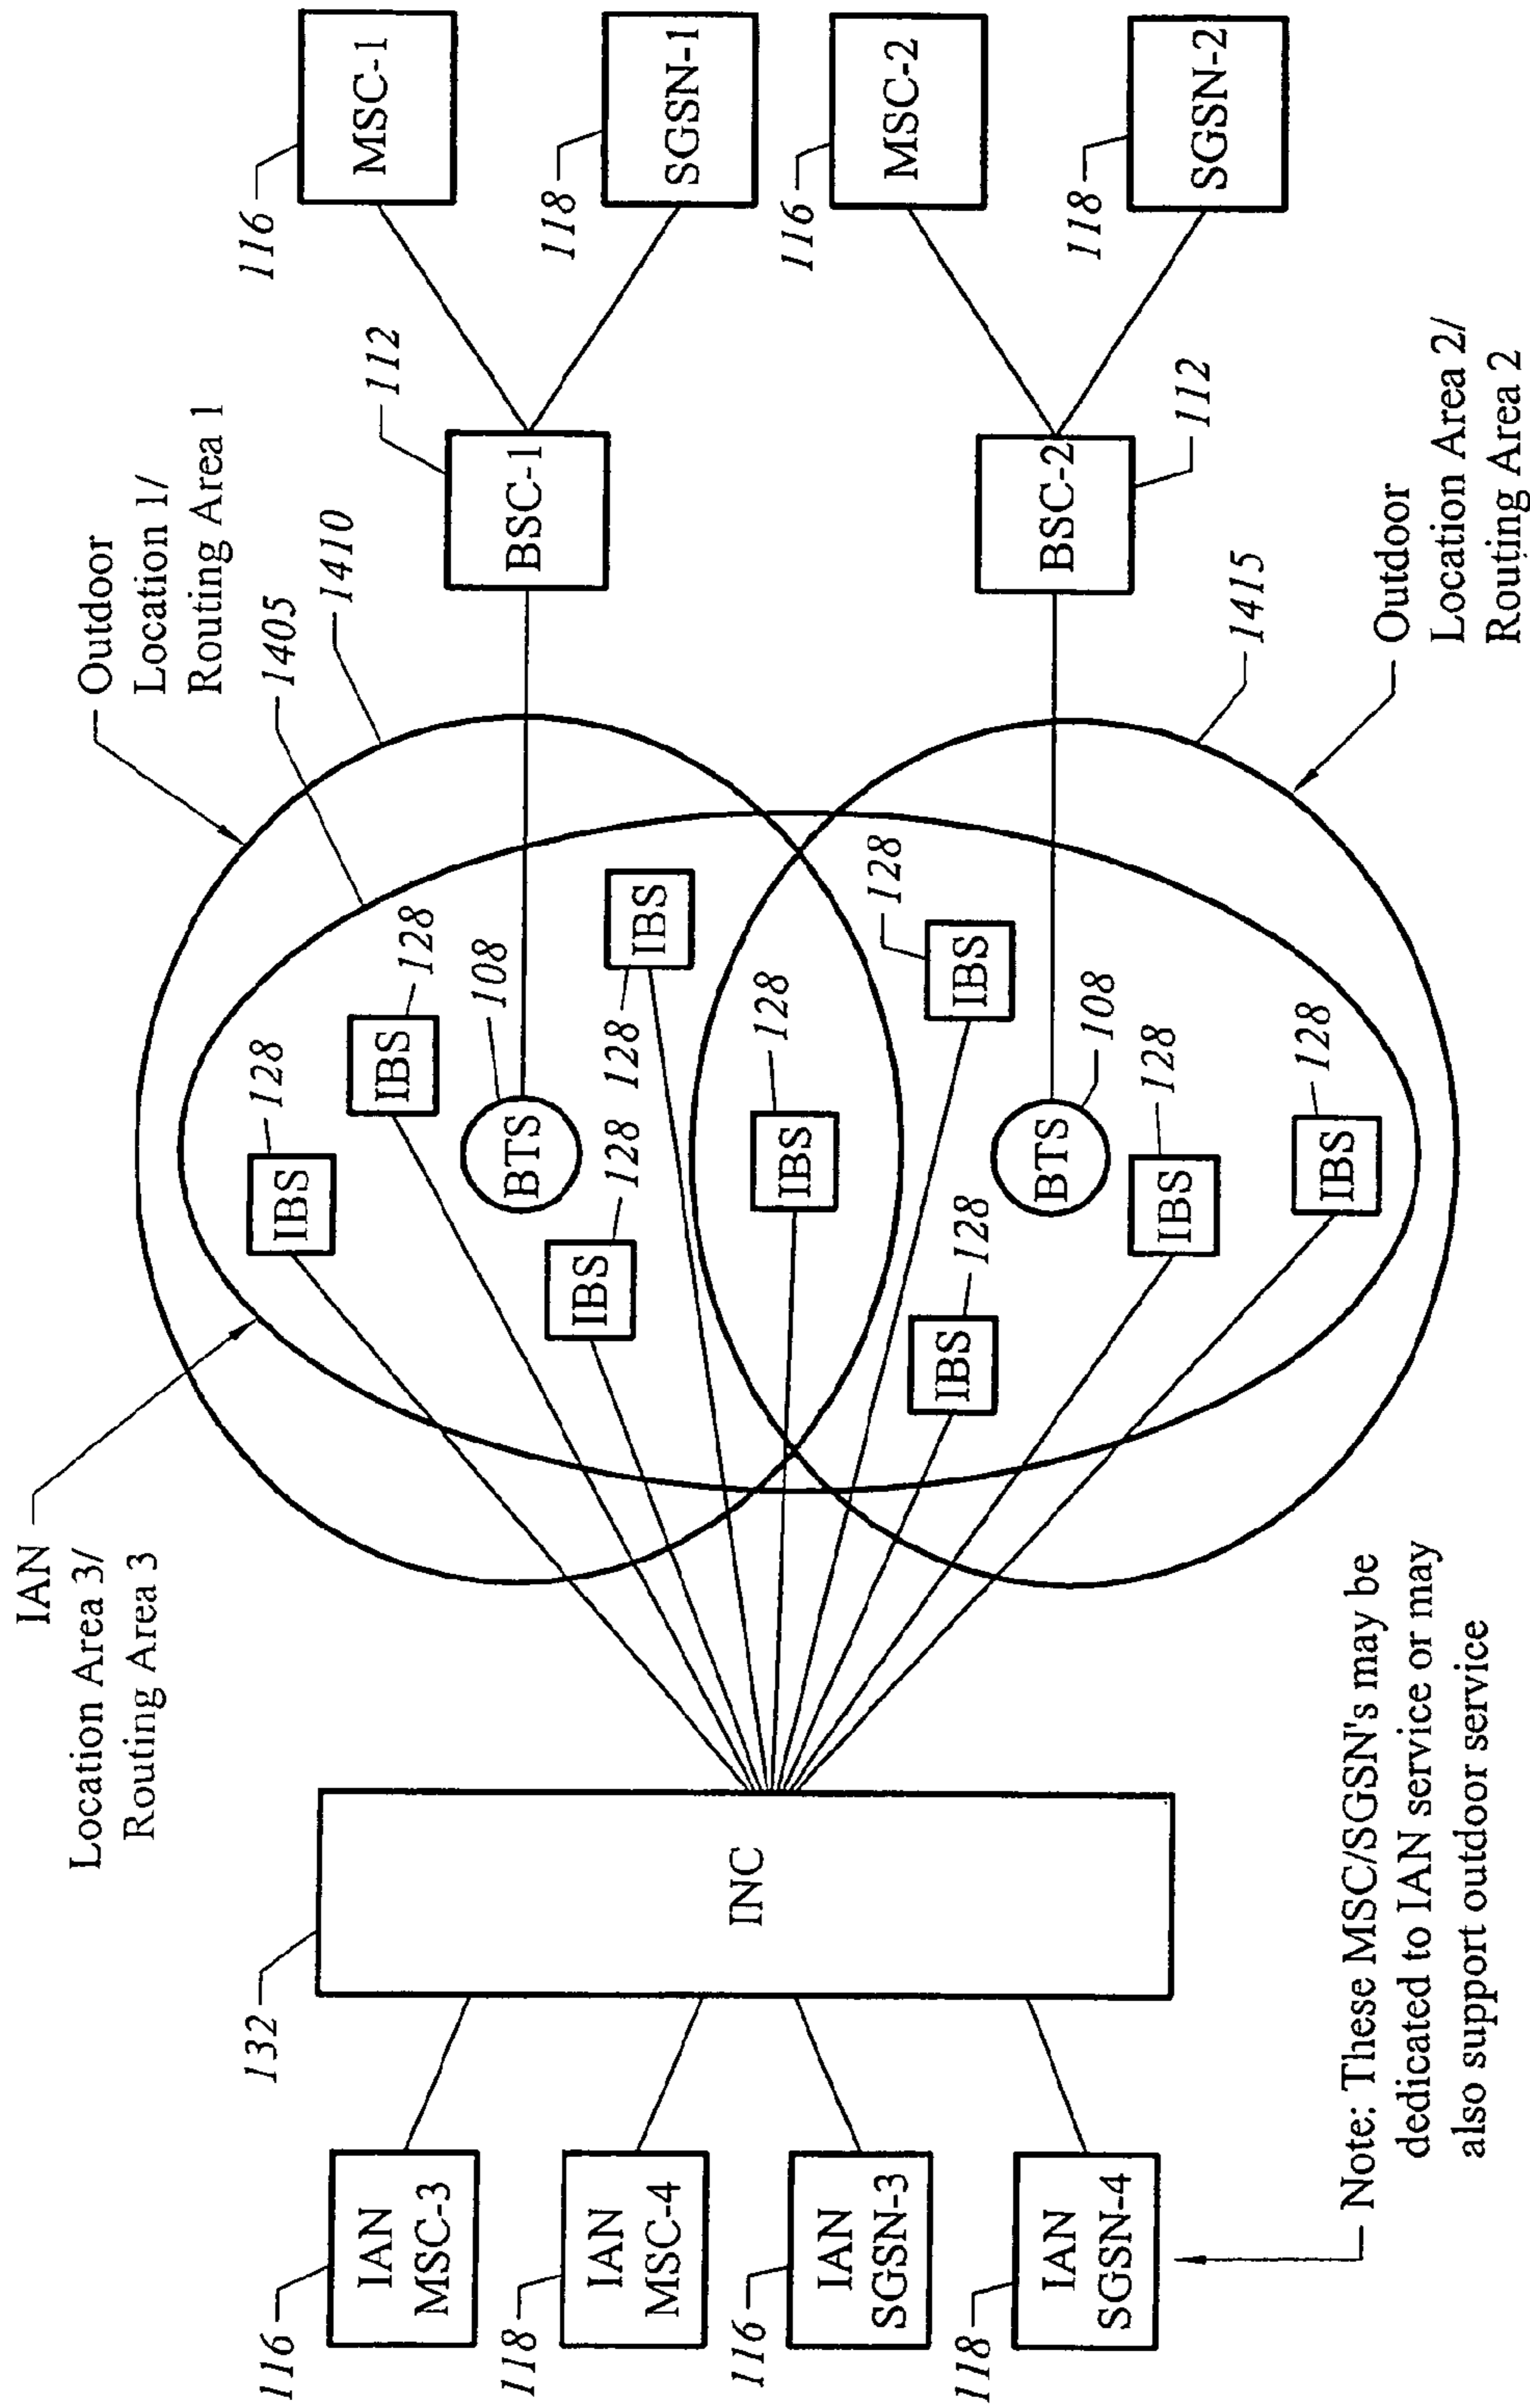 IAN
Location Area 3/
Routing Area 3
Outdoor
Location 1/
Routing Area 1
1405
1410
132
INC
116
IAN
MSC-3
118
IAN
MSC-4
116
IAN
SGSN-3
118
IAN
SGSN-4
128
IBS
128
IBS
108
BTS
128
IBS
128
IBS
128
IBS
128
IBS
128
IBS
108
BTS
128
IBS
128
IBS
112
BSC-1
116
MSC-1
118
SGSN-1
112
BSC-2
116
MSC-2
118
SGSN-2
1415
Outdoor
Location Area 2/
Routing Area 2
Note: These MSC/SGSN's may be
dedicated to IAN service or may
also support outdoor service